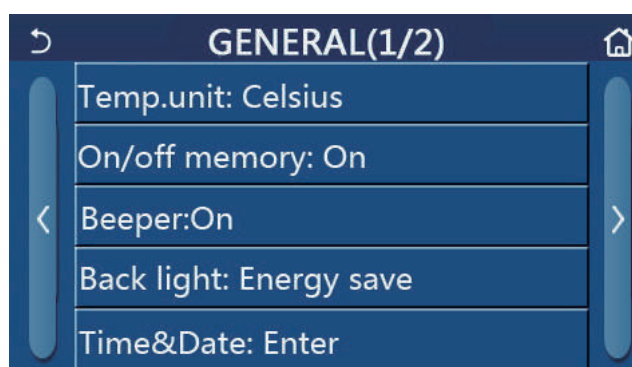 GENERAL(1/2)
Temp.unit: Celsius
On/off memory: On
Beeper:On
Back light: Energy save
Time&Date: Enter